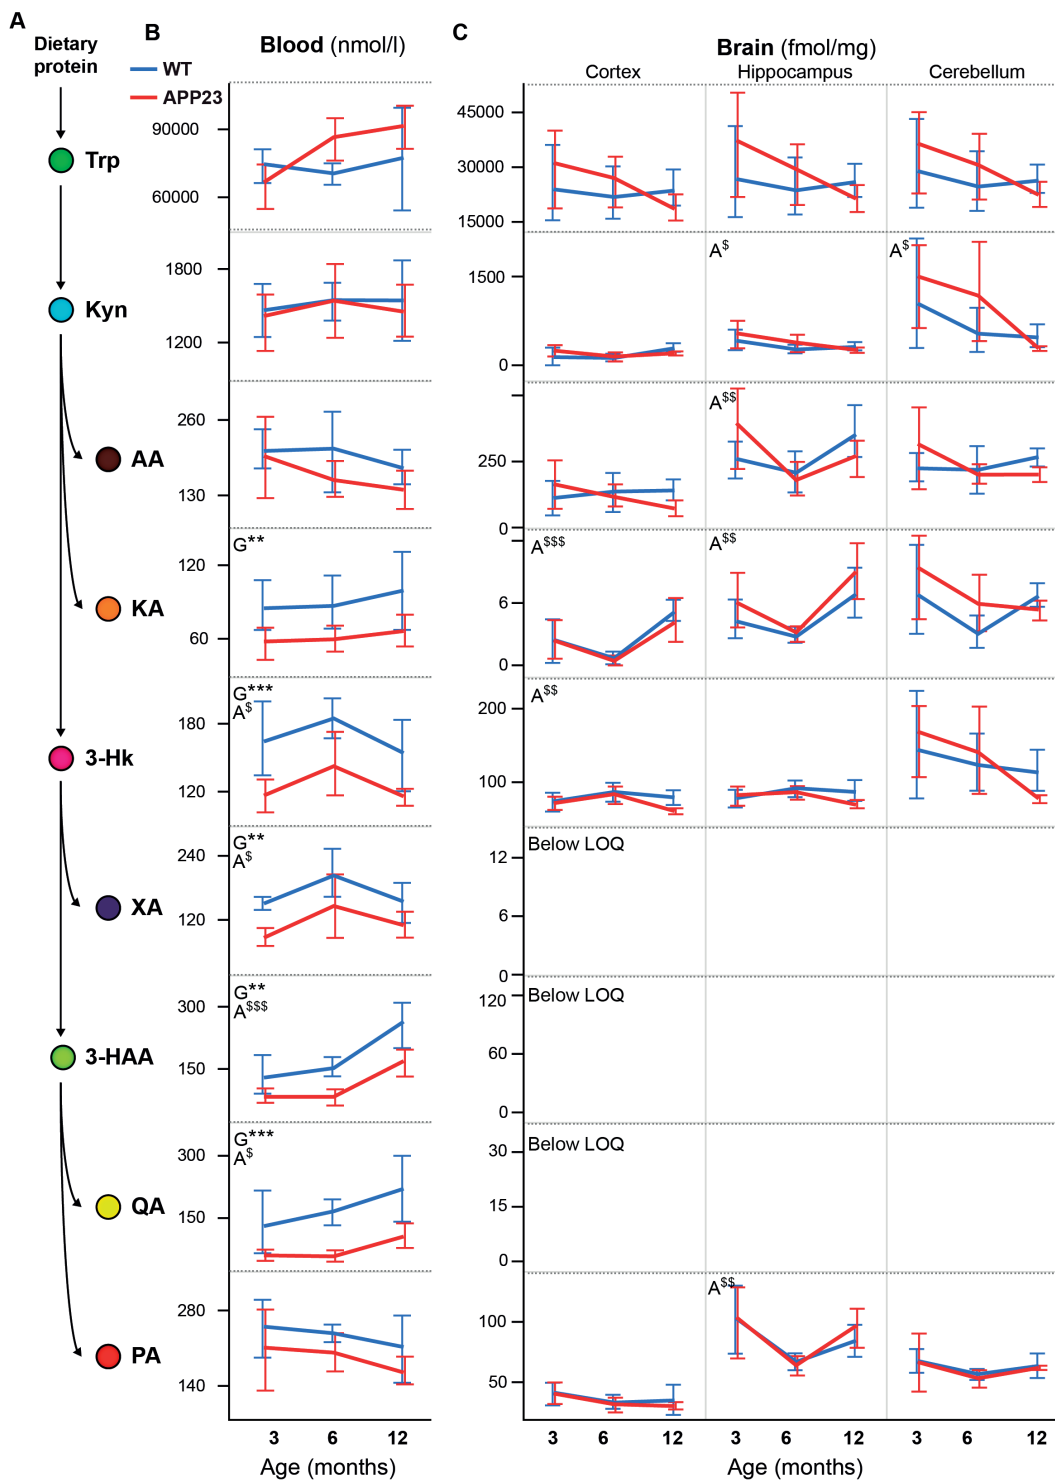 A
Dietary
protein
Trp
Kyn
AA
KA
3-Hk
XA
3-HAA
QA
PA
B
Blood (nmol/l)
WT
APP23
90000
60000
1800
1200
260
130
G**
120
60
G***
A$
180
120
G**
A$
240
120
G**
A$$$
300
150
G***
A$
300
150
280
140
3 6 12
Age (months)
C
Brain (fmol/mg)
Cortex Hippocampus Cerebellum
45000
30000
15000
A$ A$
1500
0
A$$
250
0
A$$$ A$$
6
0
A$$
200
100
Below LOQ
12
6
0
Below LOQ
120
60
0
Below LOQ
30
15
0
A$$
100
50
3 6 12 3 6 12 3 6 12
Age (months)